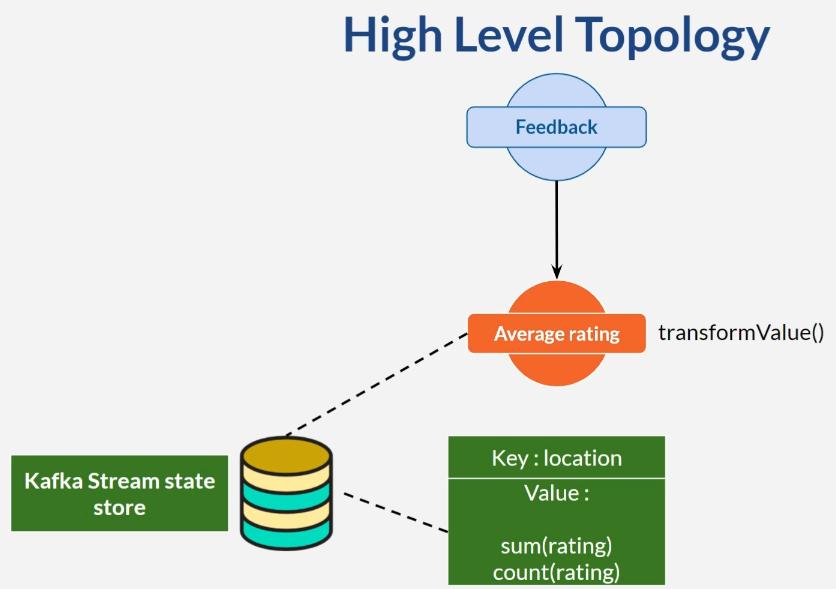 High Level Topology
Feedback
Average rating
transformValue()
Kafka Stream state
store
Key : location
Value :
sum(rating)
count(rating)